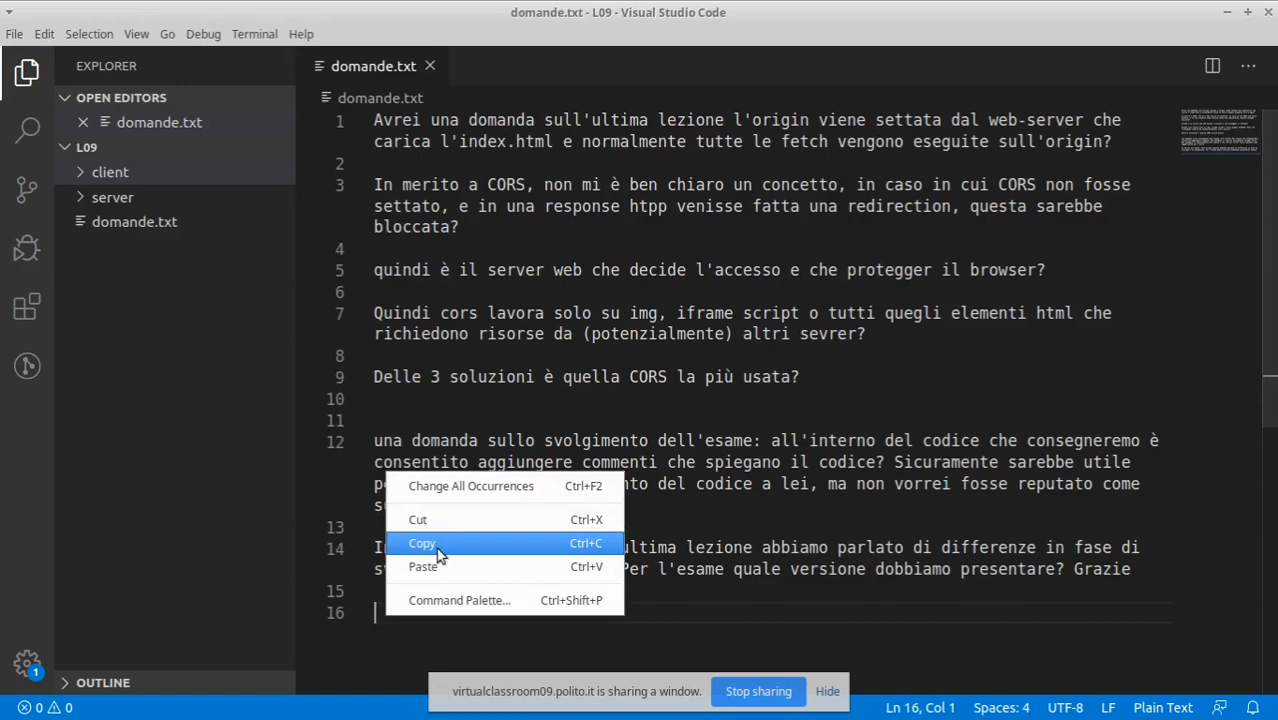 domande.txt - L09 - Visual Studio Code
File Edit Selection View Go Debug Terminal Help
EXPLORER
OPEN EDITORS
domande.txt
L09
client
server
domande.txt
OUTLINE
domande.txt
domande.txt
1 Avrei una domanda sull'ultima lezione l'origin viene settata dal web-server che
carica l'index.html e normalmente tutte le fetch vengono eseguite sull'origin?
2
3 In merito a CORS, non mi è ben chiaro un concetto, in caso in cui CORS non fosse
settato, e in una response htpp venisse fatta una redirection, questa sarebbe
bloccata?
4
5 quindi è il server web che decide l'accesso e che protegger il browser?
6
7 Quindi cors lavora solo su img, iframe script o tutti quegli elementi html che
richiedono risorse da (potenzialmente) altri sevrer?
8
9 Delle 3 soluzioni è quella CORS la più usata?
10
11
12 una domanda sullo svolgimento dell'esame: all'interno del codice che consegneremo è
consentito aggiungere commenti che spiegano il codice? Sicuramente sarebbe utile
del codice a lei, ma non vorrei fosse reputato come
13
14 ultima lezione abbiamo parlato di differenze in fase di
Per l'esame quale versione dobbiamo presentare? Grazie
15
16
Change All Occurrences Ctrl+F2
Cut Ctrl+X
Copy Ctrl+C
Paste Ctrl+V
Command Palette... Ctrl+Shift+P
virtualclassroom09.polito.it is sharing a window. Stop sharing Hide
1
0 0 Ln 16, Col 1 Spaces: 4 UTF-8 LF Plain Text